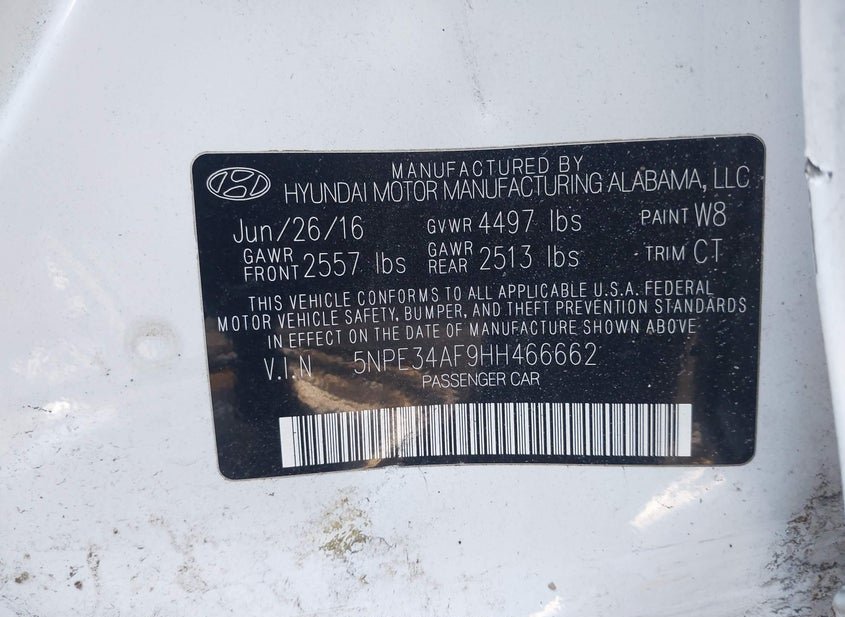 MANUFACTURED BY
HYUNDAI MOTOR MANUFACTURING ALABAMA, LLC
Jun/26/16 GVWR 4497 lbs PAINT W8
GAWR FRONT 2557 lbs GAWR REAR 2513 lbs TRIM CT
THIS VEHICLE CONFORMS TO ALL APPLICABLE U.S.A. FEDERAL
MOTOR VEHICLE SAFETY, BUMPER, AND THEFT PREVENTION STANDARDS
IN EFFECT ON THE DATE OF MANUFACTURE SHOWN ABOVE.
V.I.N 5NPE34AF9HH466662
PASSENGER CAR